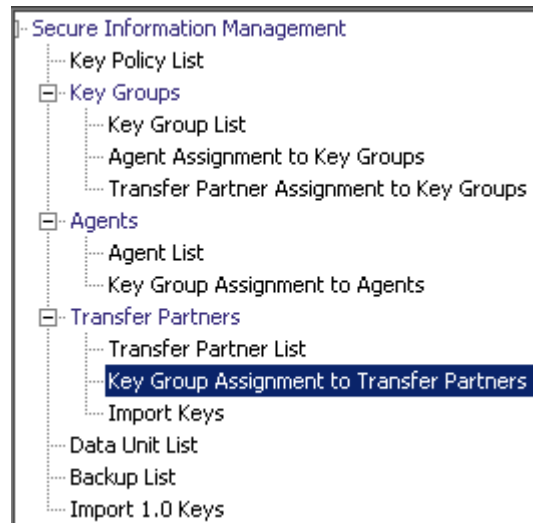 Secure Information Management
Key Policy List
Key Groups
Key Group List
Agent Assignment to Key Groups
Transfer Partner Assignment to Key Groups
Agents
Agent List
Key Group Assignment to Agents
Transfer Partners
Transfer Partner List
Key Group Assignment to Transfer Partners
Import Keys
Data Unit List
Backup List
Import 1.0 Keys